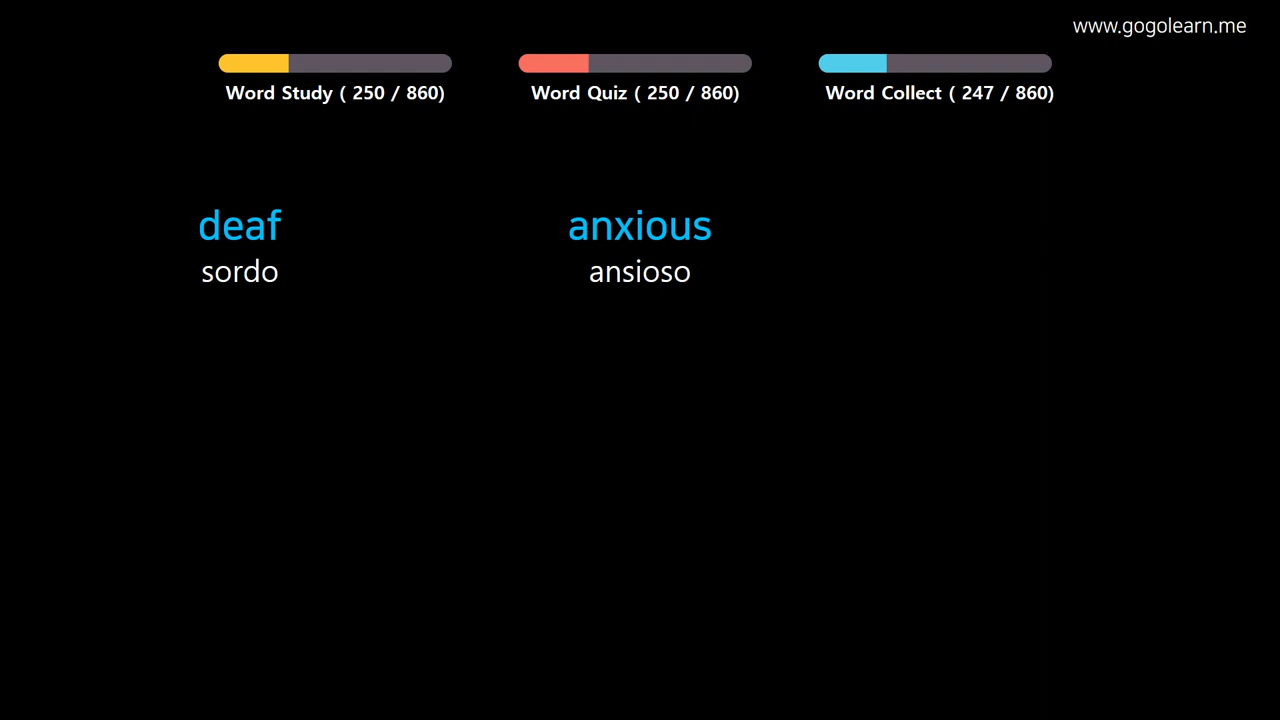 www.gogolearn.me
Word Study ( 250 / 860)
Word Quiz ( 250 / 860)
Word Collect ( 247 / 860)
deaf
sordo
anxious
ansioso